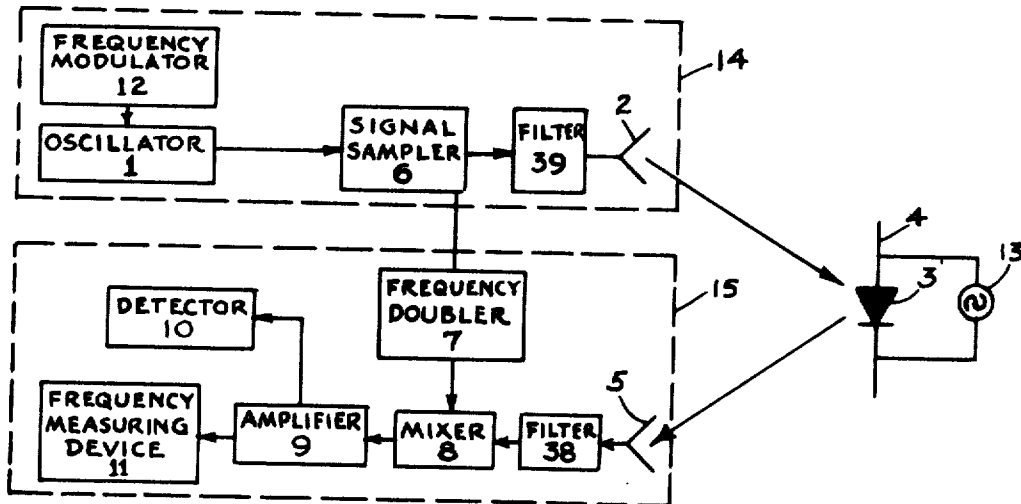 FREQUENCY
MODULATOR
12
OSCILLATOR
1
SIGNAL
SAMPLER
6
FILTER
39
2
14
4
3
13
FREQUENCY
DOUBLER
7
15
DETECTOR
10
5
FREQUENCY
MEASURING
DEVICE
11
AMPLIFIER
9
MIXER
8
FILTER
38